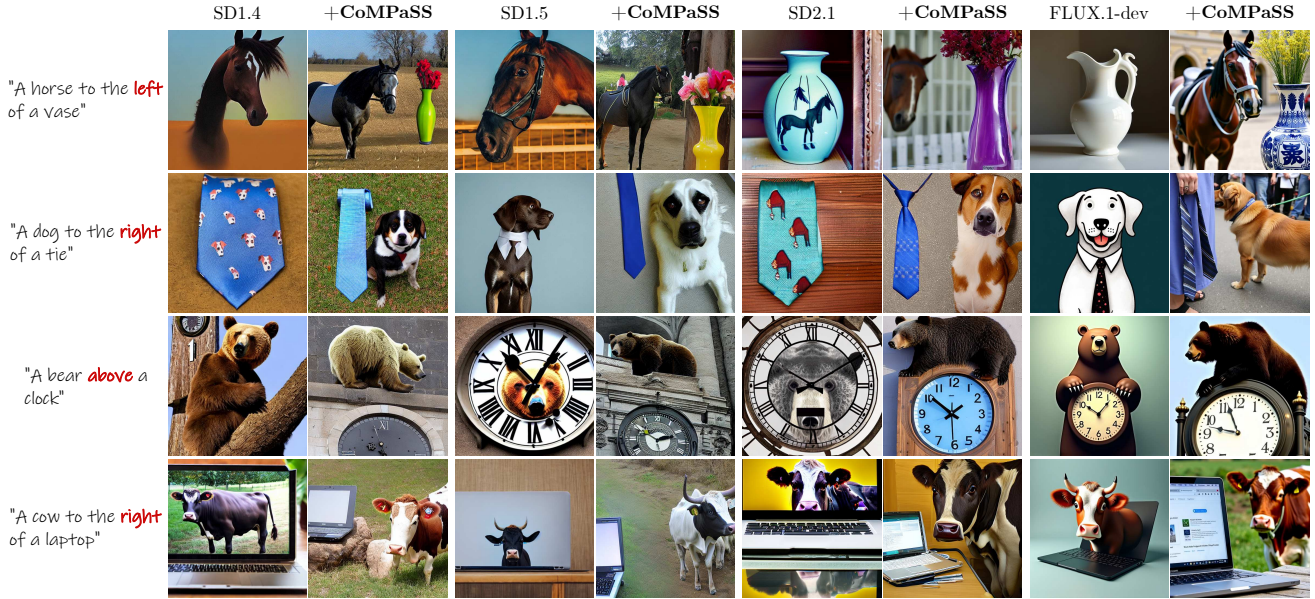 SD1.4 +CoMPaSS SD1.5 +CoMPaSS SD2.1 +CoMPaSS FLUX.1-dev +CoMPaSS
"A horse to the left
of a vase"
"A dog to the right
of a tie"
"A bear above a
clock"
"A cow to the right
of a laptop"